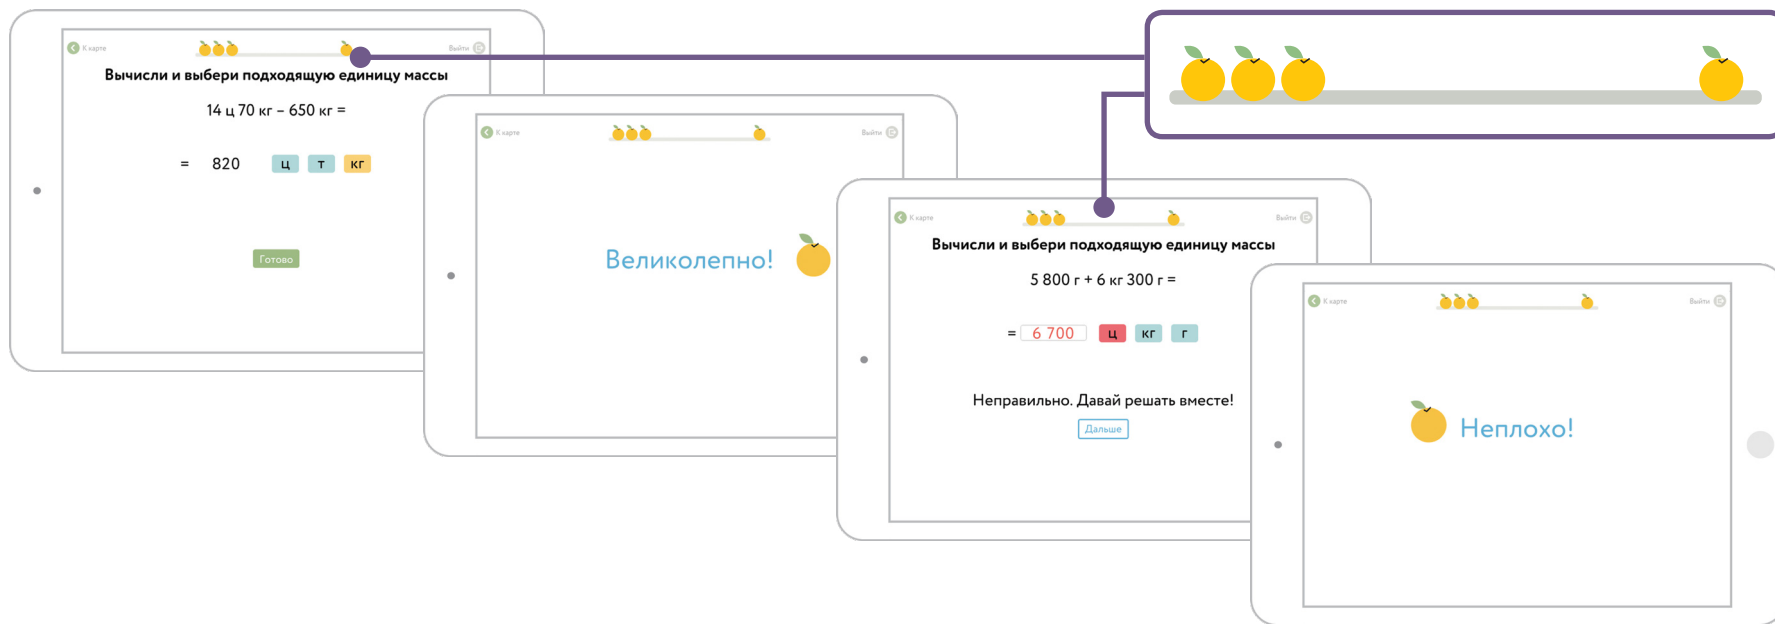 К карте
Выйти
Вычисли и выбери подходящую единицу массы
14 ц 70 кг – 650 кг =
= 820 ц т кг
Готово
К карте
Выйти
Великолепно!
К карте
Выйти
Вычисли и выбери подходящую единицу массы
5 800 г + 6 кг 300 г =
= 6 700 ц кг г
Неправильно. Давай решать вместе!
Дальше
К карте
Выйти
Неплохо!